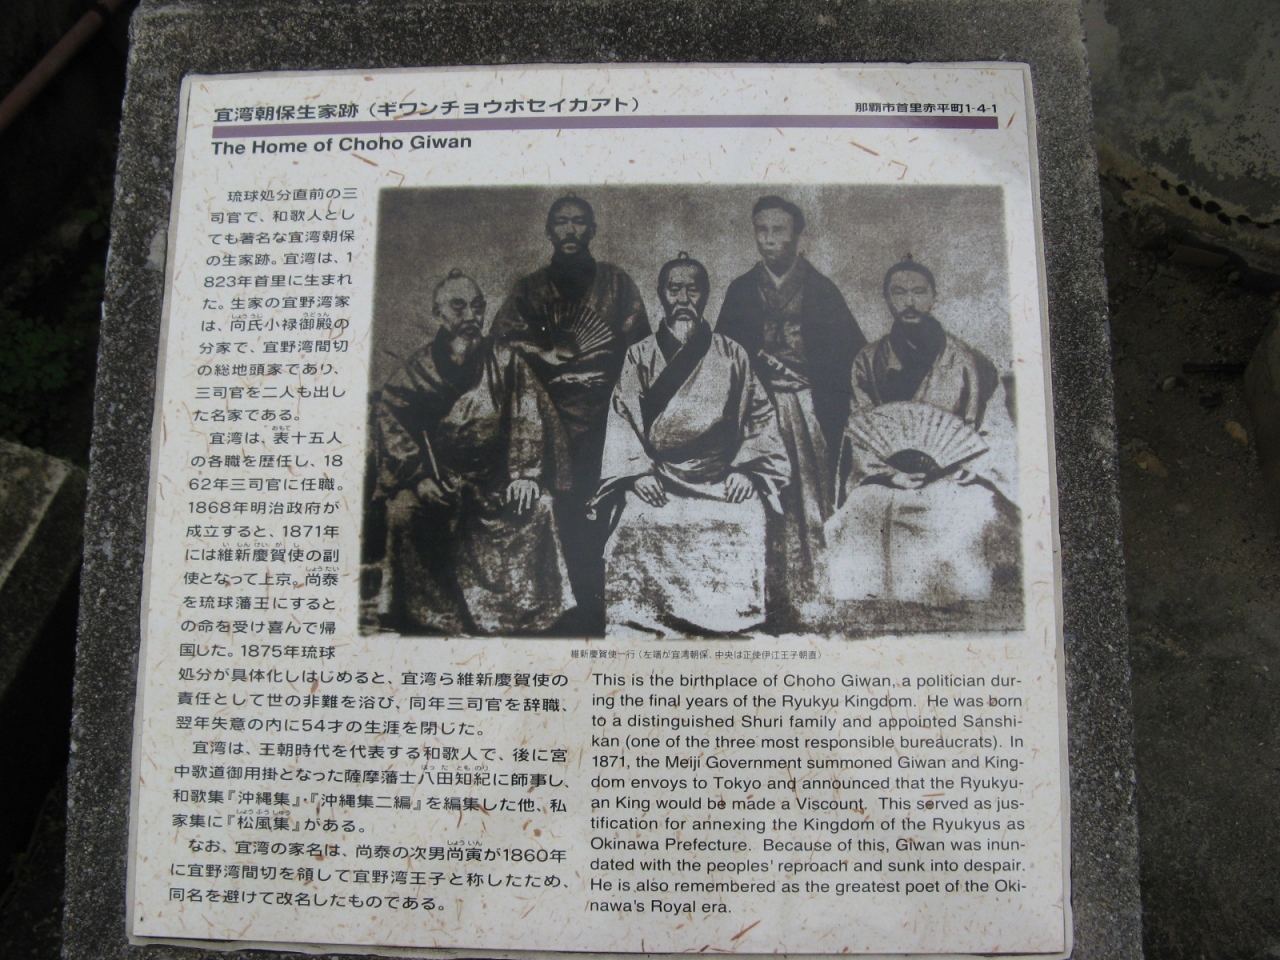 宜湾朝保生家跡（ギワンチョウホセイカアト）
那覇市首里赤平町1-4-1
The Home of Choho Giwan
琉球処分直前の三
司官で、和歌人とし
ても著名な宜湾朝保
の生家跡。宜湾は、1
823年首里に生まれ
た。生家の宜野湾家
は、向氏小禄御殿の
分家で、宜野湾間切
の総地頭家であり、
三司官を二人も出し
た名家である。
宜湾は、表十五人
の各職を歴任し、18
62年三司官に任職。
1868年明治政府が
成立すると、1871年
には維新慶賀使の副
使となって上京。尚泰
を琉球藩王にすると
の命を受け喜んで帰
国した。1875年琉球
処分が具体化しはじめると、宜湾ら維新慶賀使の
責任として世の非難を浴び、同年三司官を辞職、
翌年失意の内に54才の生涯を閉じた。
宜湾は、王朝時代を代表する和歌人で、後に宮
中歌道御用掛となった薩摩藩士八田知紀に師事し、
和歌集『沖縄集』・『沖縄集二編』を編集した他、私
家集に『松風集』がある。
なお、宜湾の家名は、尚泰の次男尚寅が1860年
に宜野湾間切を領して宜野湾王子と称したため、
同名を避けて改名したものである。
維新慶賀使一行（左端が宜湾朝保、中央は正使伊江王子朝直）
This is the birthplace of Choho Giwan, a politician dur-
ing the final years of the Ryukyu Kingdom. He was born
to a distinguished Shuri family and appointed Sanshi-
kan (one of the three most responsible bureaucrats). In
1871, the Meiji Government summoned Giwan and King-
dom envoys to Tokyo and announced that the Ryukyu-
an King would be made a Viscount. This served as jus-
tification for annexing the Kingdom of the Ryukyus as
Okinawa Prefecture. Because of this, Giwan was inun-
dated with the peoples' reproach and sunk into despair.
He is also remembered as the greatest poet of the Oki-
nawa's Royal era.